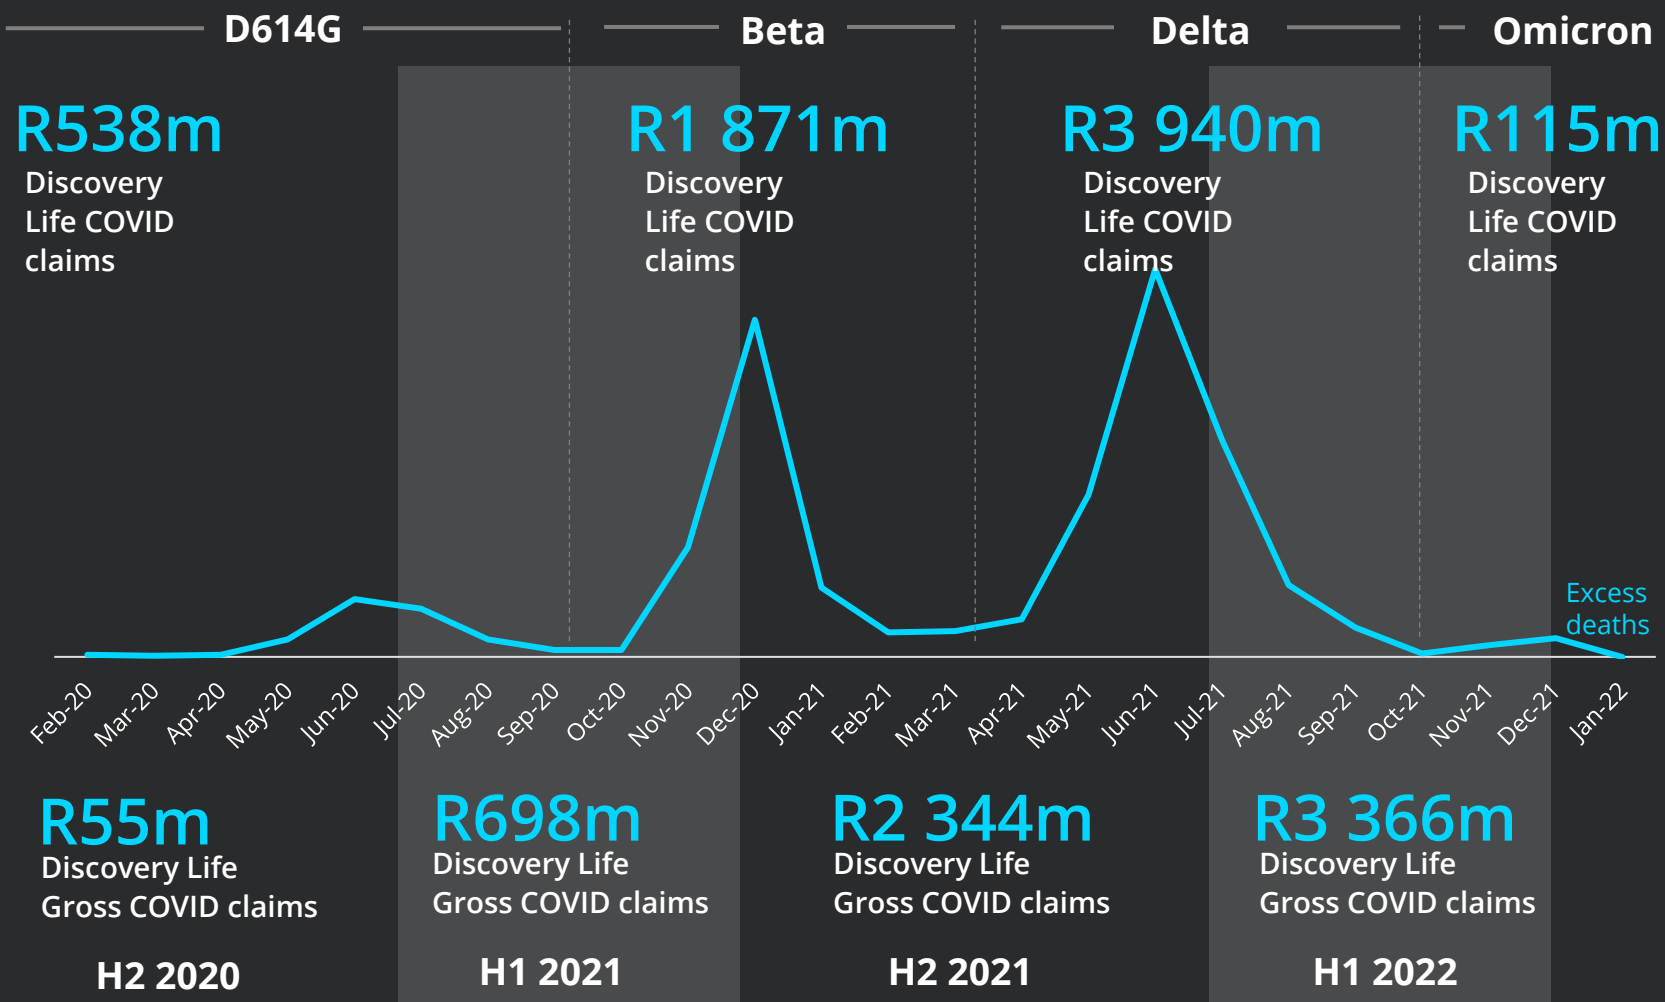 D614G
Beta
Delta
Omicron
R538m
Discovery
Life COVID
claims
R1 871m
Discovery
Life COVID
claims
R3 940m
Discovery
Life COVID
claims
R115m
Discovery
Life COVID
claims
Excess
deaths
Feb-20
Mar-20
Apr-20
May-20
Jun-20
Jul-20
Aug-20
Sep-20
Oct-20
Nov-20
Dec-20
Jan-21
Feb-21
Mar-21
Apr-21
May-21
Jun-21
Jul-21
Aug-21
Sep-21
Oct-21
Nov-21
Dec-21
Jan-22
R55m
Discovery Life
Gross COVID claims
H2 2020
R698m
Discovery Life
Gross COVID claims
H1 2021
R2 344m
Discovery Life
Gross COVID claims
H2 2021
R3 366m
Discovery Life
Gross COVID claims
H1 2022